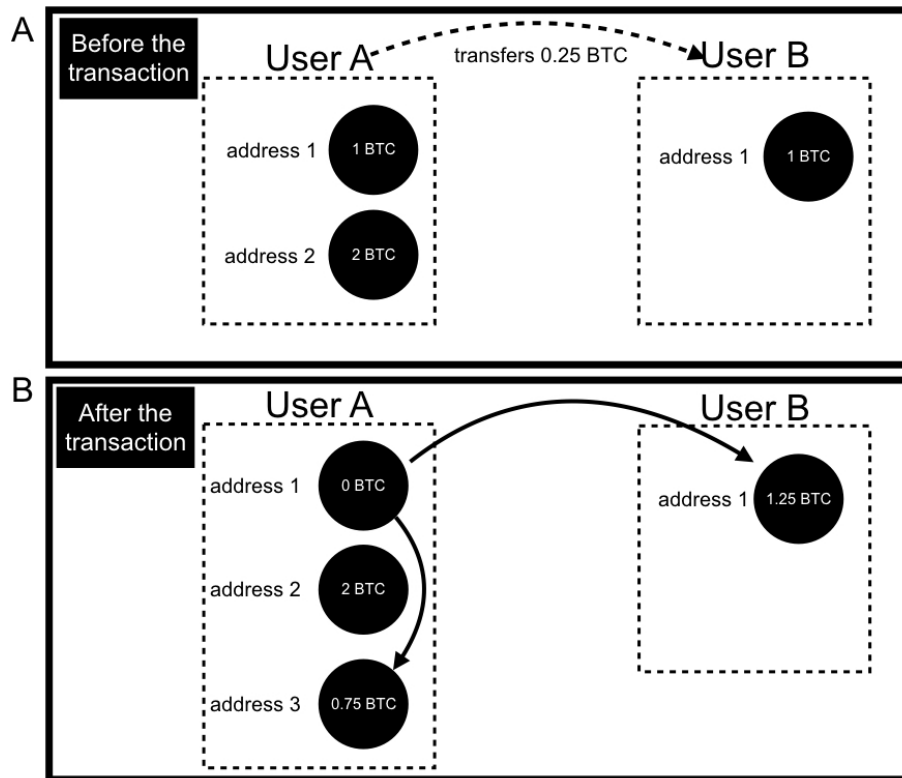 A
Before the
transaction
User A
transfers 0.25 BTC
User B
address 1
1 BTC
address 1
1 BTC
address 2
2 BTC
B
After the
transaction
User A
User B
address 1
0 BTC
address 1
1.25 BTC
address 2
2 BTC
address 3
0.75 BTC